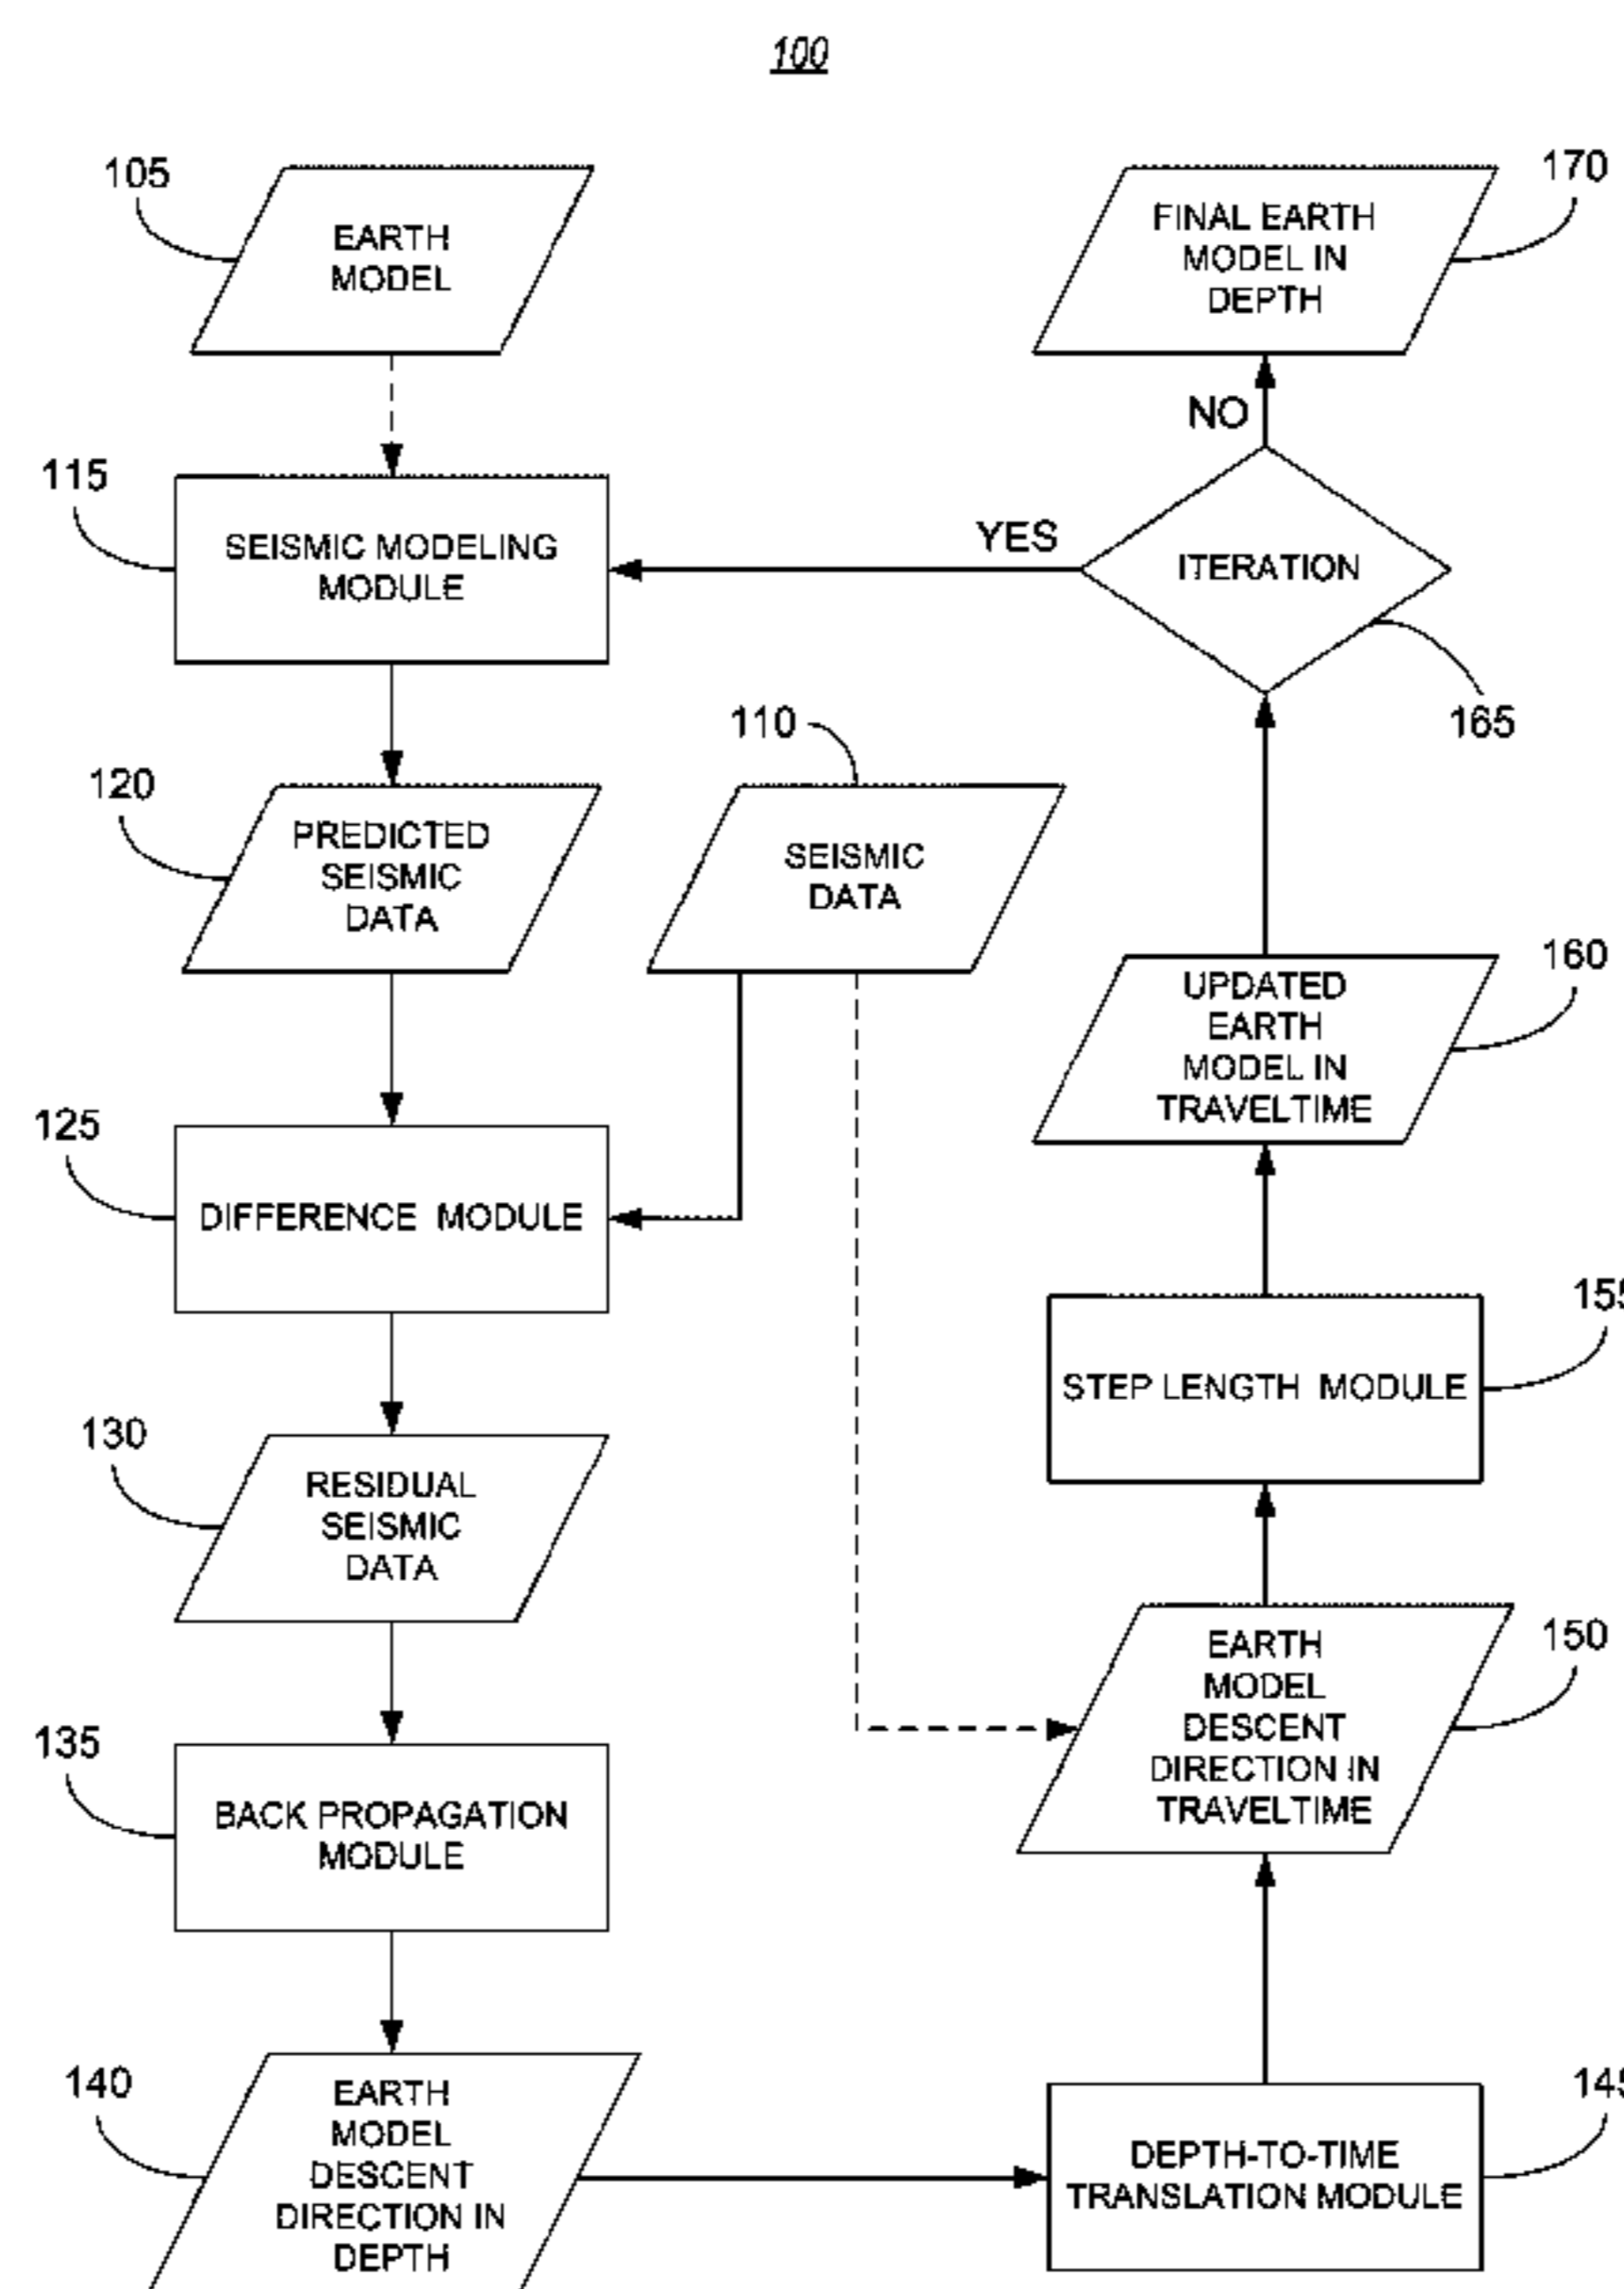 100
105
EARTH
MODEL
170
FINAL EARTH
MODEL IN
DEPTH
NO
115
SEISMIC MODELING
MODULE
YES
ITERATION
165
120
PREDICTED
SEISMIC
DATA
110
SEISMIC
DATA
160
UPDATED
EARTH
MODEL IN
TRAVELTIME
125
DIFFERENCE MODULE
155
STEP LENGTH MODULE
130
RESIDUAL
SEISMIC
DATA
150
EARTH
MODEL
DESCENT
DIRECTION IN
TRAVELTIME
135
BACK PROPAGATION
MODULE
140
EARTH
MODEL
DESCENT
DIRECTION IN
DEPTH
145
DEPTH-TO-TIME
TRANSLATION MODULE